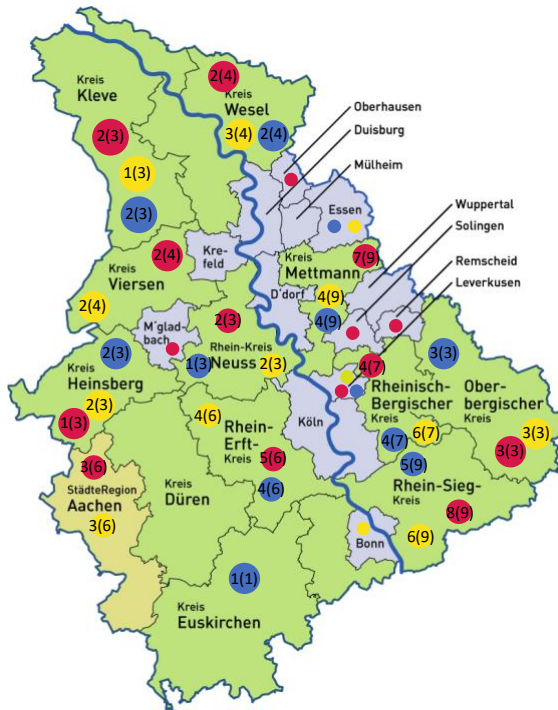 Kreis
Kleve
2(4)
Kreis
Wesel
3(4)
2(4)
2(3)
1(3)
2(3)
Oberhausen
Duisburg
Mülheim
Essen
Wuppertal
Solingen
Remscheid
Leverkusen
2(4)
Kreis
Viersen
2(4)
Kre-
feld
7(9)
Kreis
Mettmann
D'dorf
4(9)
4(9)
M'glad-
bach
2(3)
Rhein-Kreis
Neuss
1(3)
2(3)
2(3)
Kreis
Heinsberg
2(3)
1(3)
4(7)
3(3)
Rheinisch-
Bergischer
Kreis
4(7)
6(7)
Ober-
bergischer
Kreis
3(3)
3(3)
4(6)
Rhein-
Erft-
Kreis
5(6)
4(6)
Köln
5(9)
Rhein-Sieg-
Kreis
8(9)
6(9)
3(6)
StädteRegion
Aachen
3(6)
Kreis
Düren
Bonn
1(1)
Kreis
Euskirchen